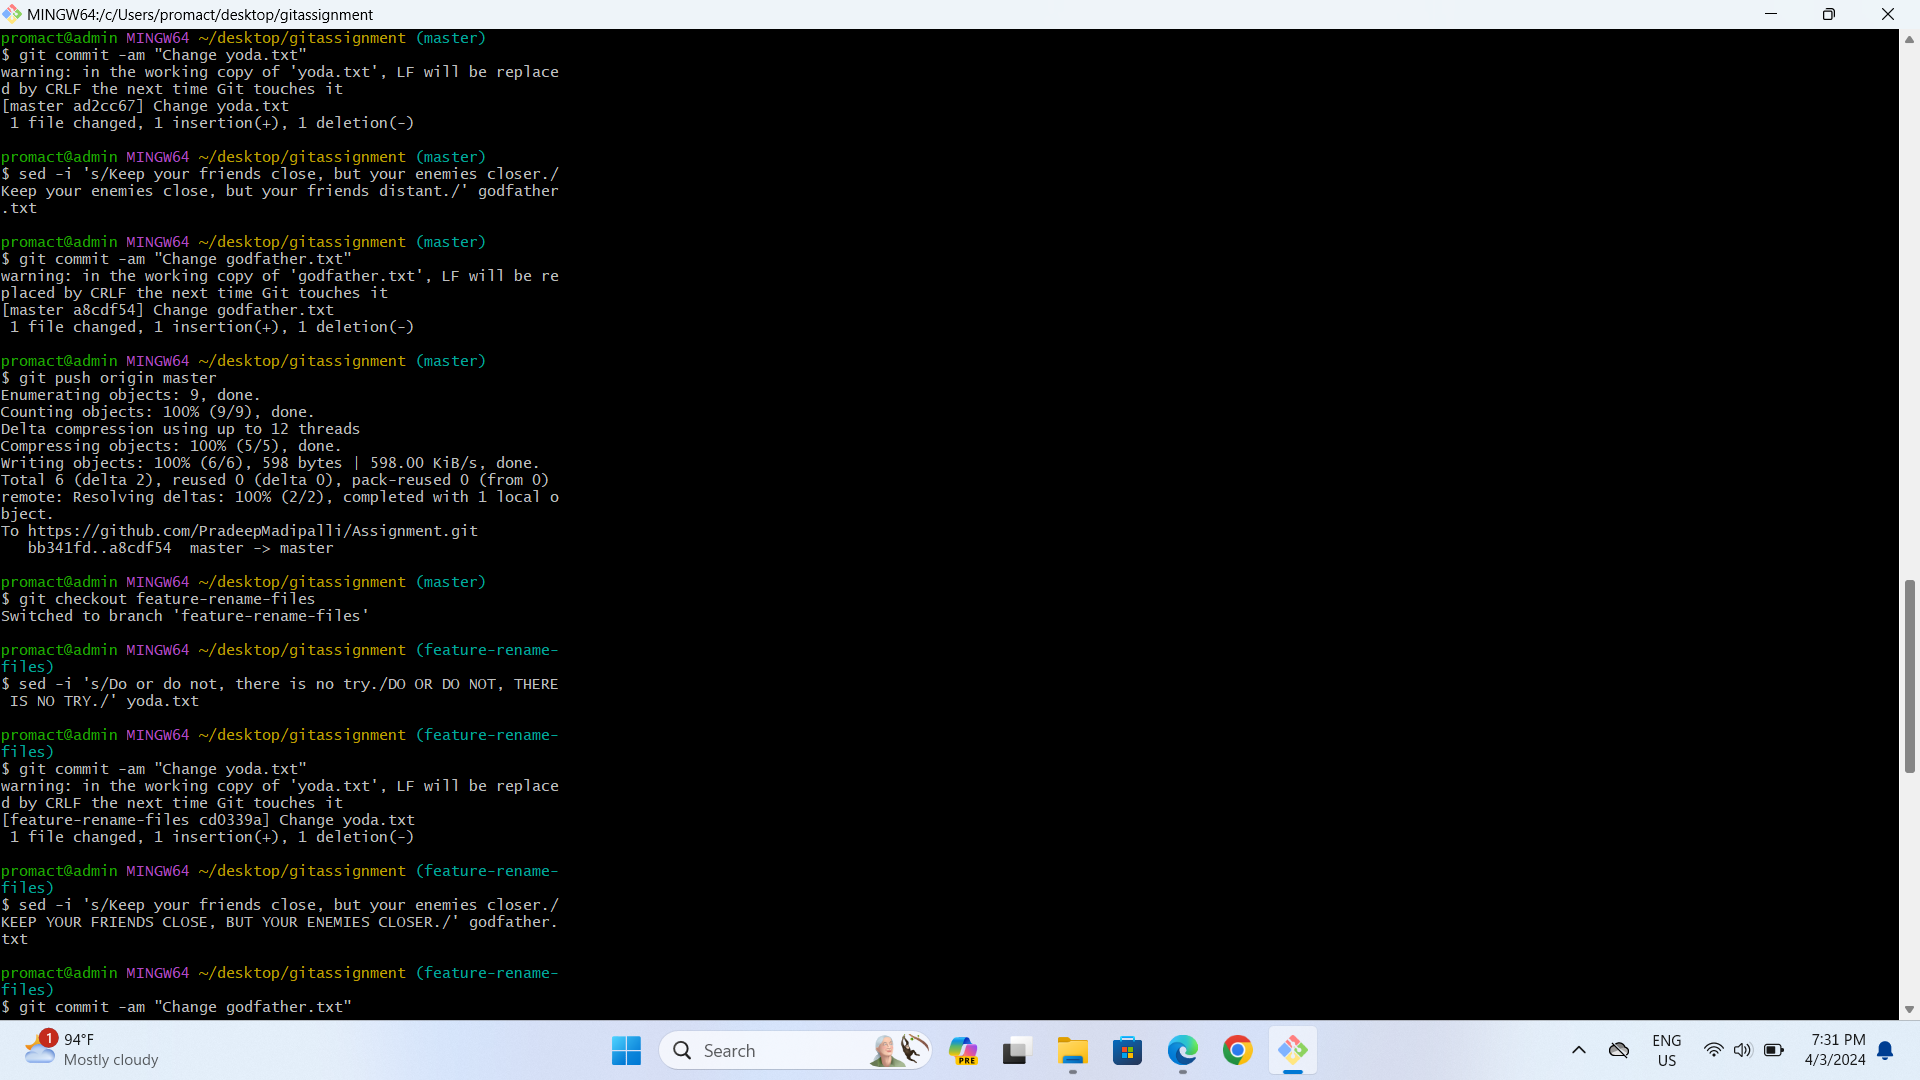 MINGW64:/c/Users/promact/desktop/gitassignment
promact@admin MINGW64 ~/desktop/gitassignment (master)
$ git commit -am "Change yoda.txt"
warning: in the working copy of 'yoda.txt', LF will be replace
d by CRLF the next time Git touches it
[master ad2cc67] Change yoda.txt
 1 file changed, 1 insertion(+), 1 deletion(-)
promact@admin MINGW64 ~/desktop/gitassignment (master)
$ sed -i 's/Keep your friends close, but your enemies closer./
Keep your enemies close, but your friends distant./' godfather
.txt
promact@admin MINGW64 ~/desktop/gitassignment (master)
$ git commit -am "Change godfather.txt"
warning: in the working copy of 'godfather.txt', LF will be re
placed by CRLF the next time Git touches it
[master a8cdf54] Change godfather.txt
 1 file changed, 1 insertion(+), 1 deletion(-)
promact@admin MINGW64 ~/desktop/gitassignment (master)
$ git push origin master
Enumerating objects: 9, done.
Counting objects: 100% (9/9), done.
Delta compression using up to 12 threads
Compressing objects: 100% (5/5), done.
Writing objects: 100% (6/6), 598 bytes | 598.00 KiB/s, done.
Total 6 (delta 2), reused 0 (delta 0), pack-reused 0 (from 0)
remote: Resolving deltas: 100% (2/2), completed with 1 local o
bject.
To https://github.com/PradeepMadipalli/Assignment.git
   bb341fd..a8cdf54  master -> master
promact@admin MINGW64 ~/desktop/gitassignment (master)
$ git checkout feature-rename-files
Switched to branch 'feature-rename-files'
promact@admin MINGW64 ~/desktop/gitassignment (feature-rename-
files)
$ sed -i 's/Do or do not, there is no try./DO OR DO NOT, THERE
 IS NO TRY./' yoda.txt
promact@admin MINGW64 ~/desktop/gitassignment (feature-rename-
files)
$ git commit -am "Change yoda.txt"
warning: in the working copy of 'yoda.txt', LF will be replace
d by CRLF the next time Git touches it
[feature-rename-files cd0339a] Change yoda.txt
 1 file changed, 1 insertion(+), 1 deletion(-)
promact@admin MINGW64 ~/desktop/gitassignment (feature-rename-
files)
$ sed -i 's/Keep your friends close, but your enemies closer./
KEEP YOUR FRIENDS CLOSE, BUT YOUR ENEMIES CLOSER./' godfather.
txt
promact@admin MINGW64 ~/desktop/gitassignment (feature-rename-
files)
$ git commit -am "Change godfather.txt"
1
94°F
Mostly cloudy
Search
PRE
ENG
US
7:31 PM
4/3/2024